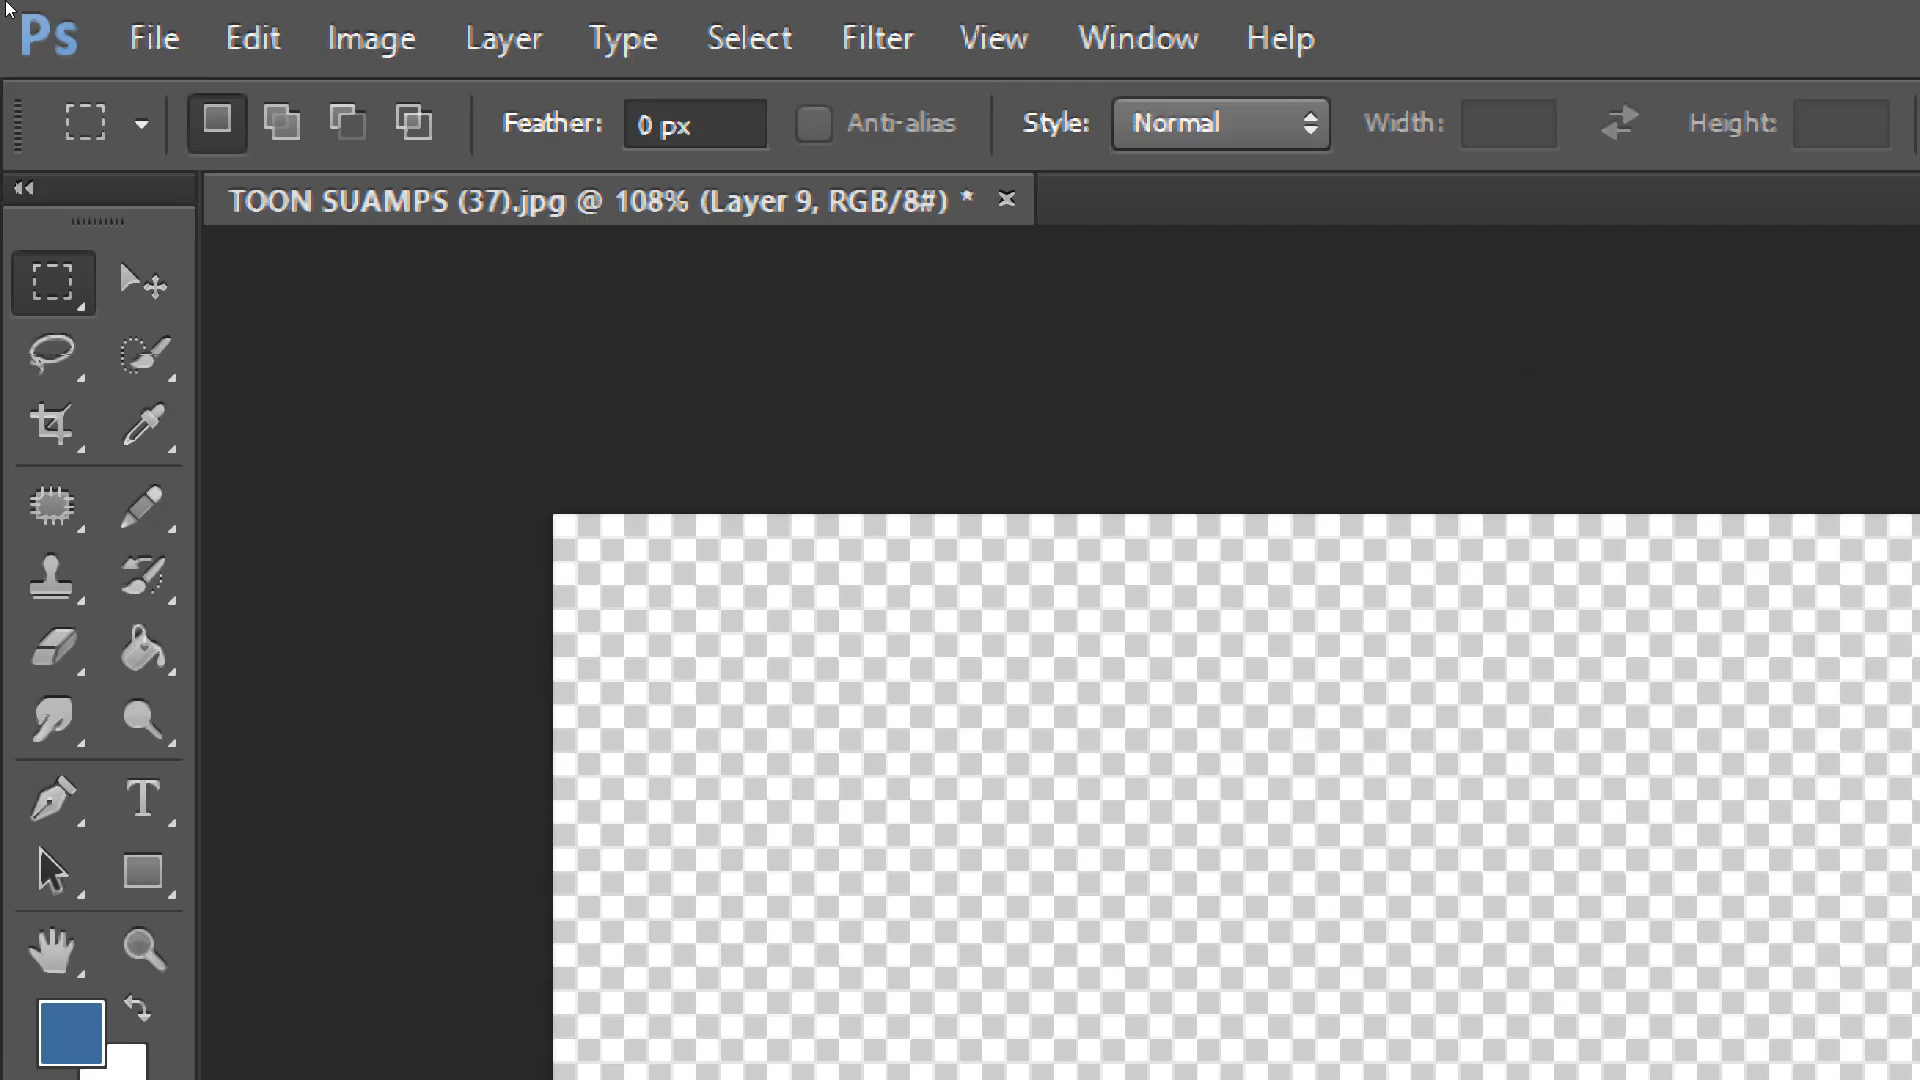 Ps File Edit Image Layer Type Select Filter View Window Help
Feather: 0 px Anti-alias Style: Normal Width: Height:
TOON SUAMPS (37).jpg @ 108% (Layer 9, RGB/8#) * ×
T